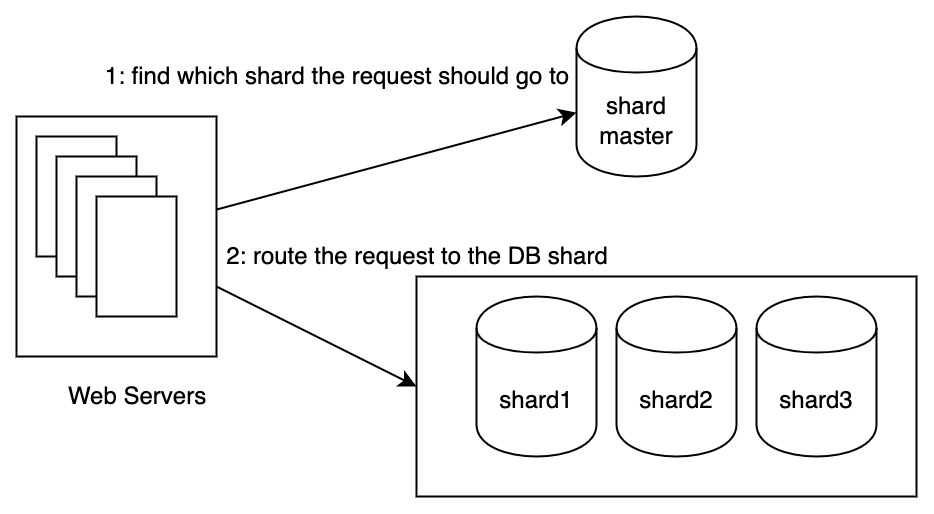 1: find which shard the request should go to
shard
master
2: route the request to the DB shard
Web Servers
shard1
shard2
shard3